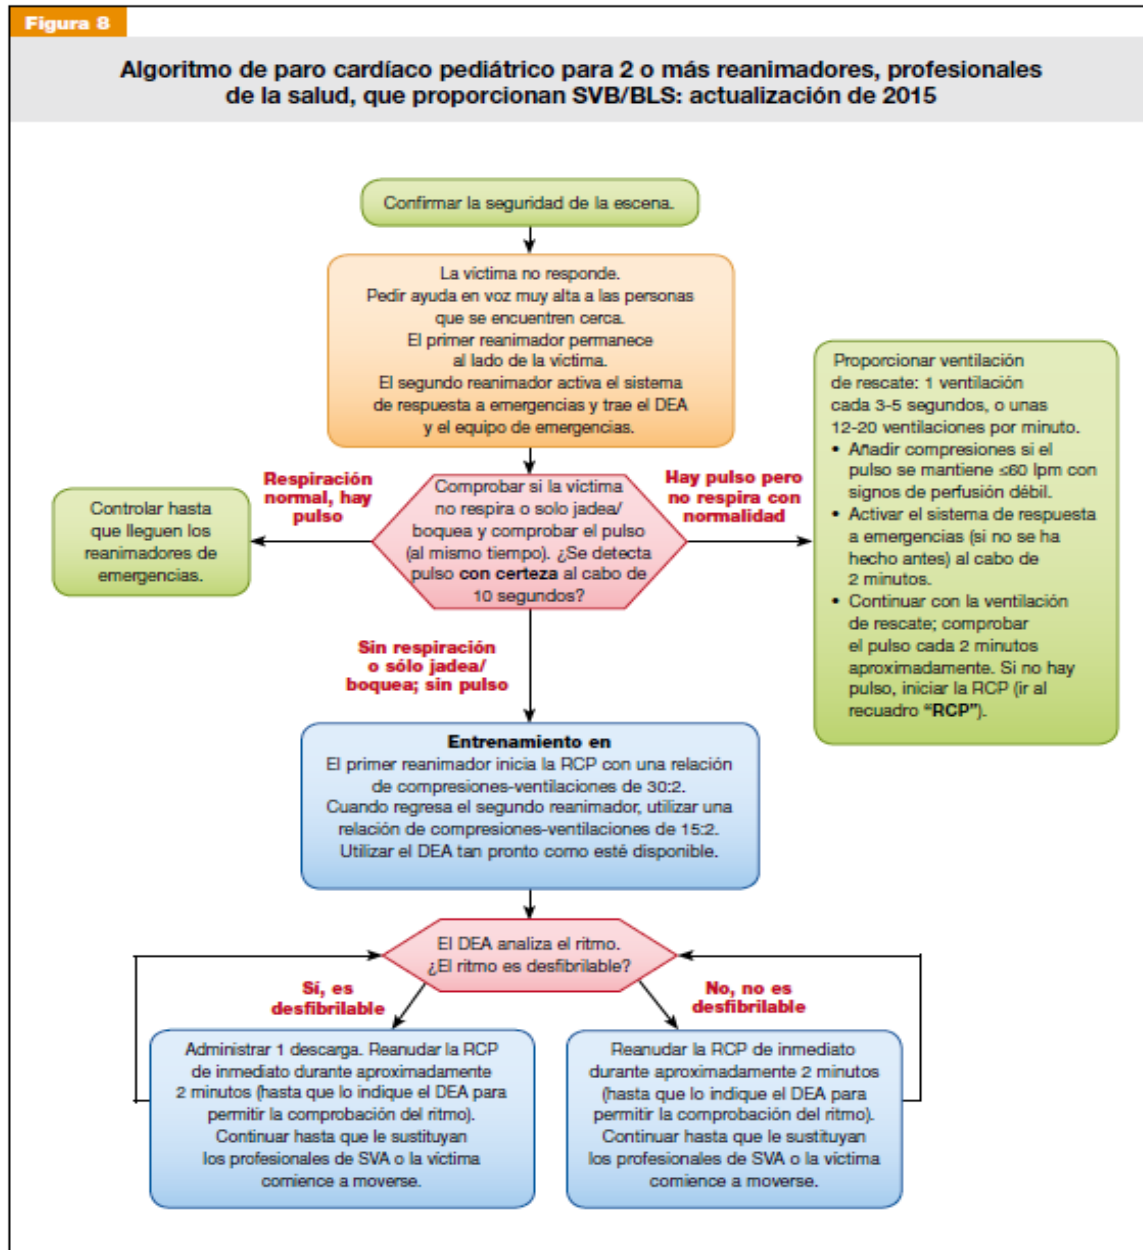 Figura 8
Algoritmo de paro cardíaco pediátrico para 2 o más reanimadores, profesionales
de la salud, que proporcionan SVB/BLS: actualización de 2015
Confirmar la seguridad de la escena.
La víctima no responde.
Pedir ayuda en voz muy alta a las personas
que se encuentren cerca.
El primer reanimador permanece
al lado de la víctima.
El segundo reanimador activa el sistema
de respuesta a emergencias y trae el DEA
y el equipo de emergencias.
Respiración
normal, hay
pulso
Controlar hasta
que lleguen los
reanimadores de
emergencias.
Comprobar si la víctima
no respira o solo jadea/
boquea y comprobar el pulso
(al mismo tiempo). ¿Se detecta
pulso con certeza al cabo de
10 segundos?
Hay pulso pero
no respira con
normalidad
Proporcionar ventilación
de rescate: 1 ventilación
cada 3-5 segundos, o unas
12-20 ventilaciones por minuto.
• Añadir compresiones si el
pulso se mantiene ≤60 lpm con
signos de perfusión débil.
• Activar el sistema de respuesta
a emergencias (si no se ha
hecho antes) al cabo de
2 minutos.
• Continuar con la ventilación
de rescate; comprobar
el pulso cada 2 minutos
aproximadamente. Si no hay
pulso, iniciar la RCP (ir al
recuadro “RCP”).
Sin respiración
o sólo jadea/
boquea; sin pulso
Entrenamiento en
El primer reanimador inicia la RCP con una relación
de compresiones-ventilaciones de 30:2.
Cuando regresa el segundo reanimador, utilizar una
relación de compresiones-ventilaciones de 15:2.
Utilizar el DEA tan pronto como esté disponible.
El DEA analiza el ritmo.
¿El ritmo es desfibrilable?
Sí, es
desfibrilable
No, no es
desfibrilable
Administrar 1 descarga. Reanudar la RCP
de inmediato durante aproximadamente
2 minutos (hasta que lo indique el DEA para
permitir la comprobación del ritmo).
Continuar hasta que le sustituyan
los profesionales de SVA o la víctima
comience a moverse.
Reanudar la RCP de inmediato
durante aproximadamente 2 minutos
(hasta que lo indique el DEA para
permitir la comprobación del ritmo).
Continuar hasta que le sustituyan
los profesionales de SVA o la víctima
comience a moverse.